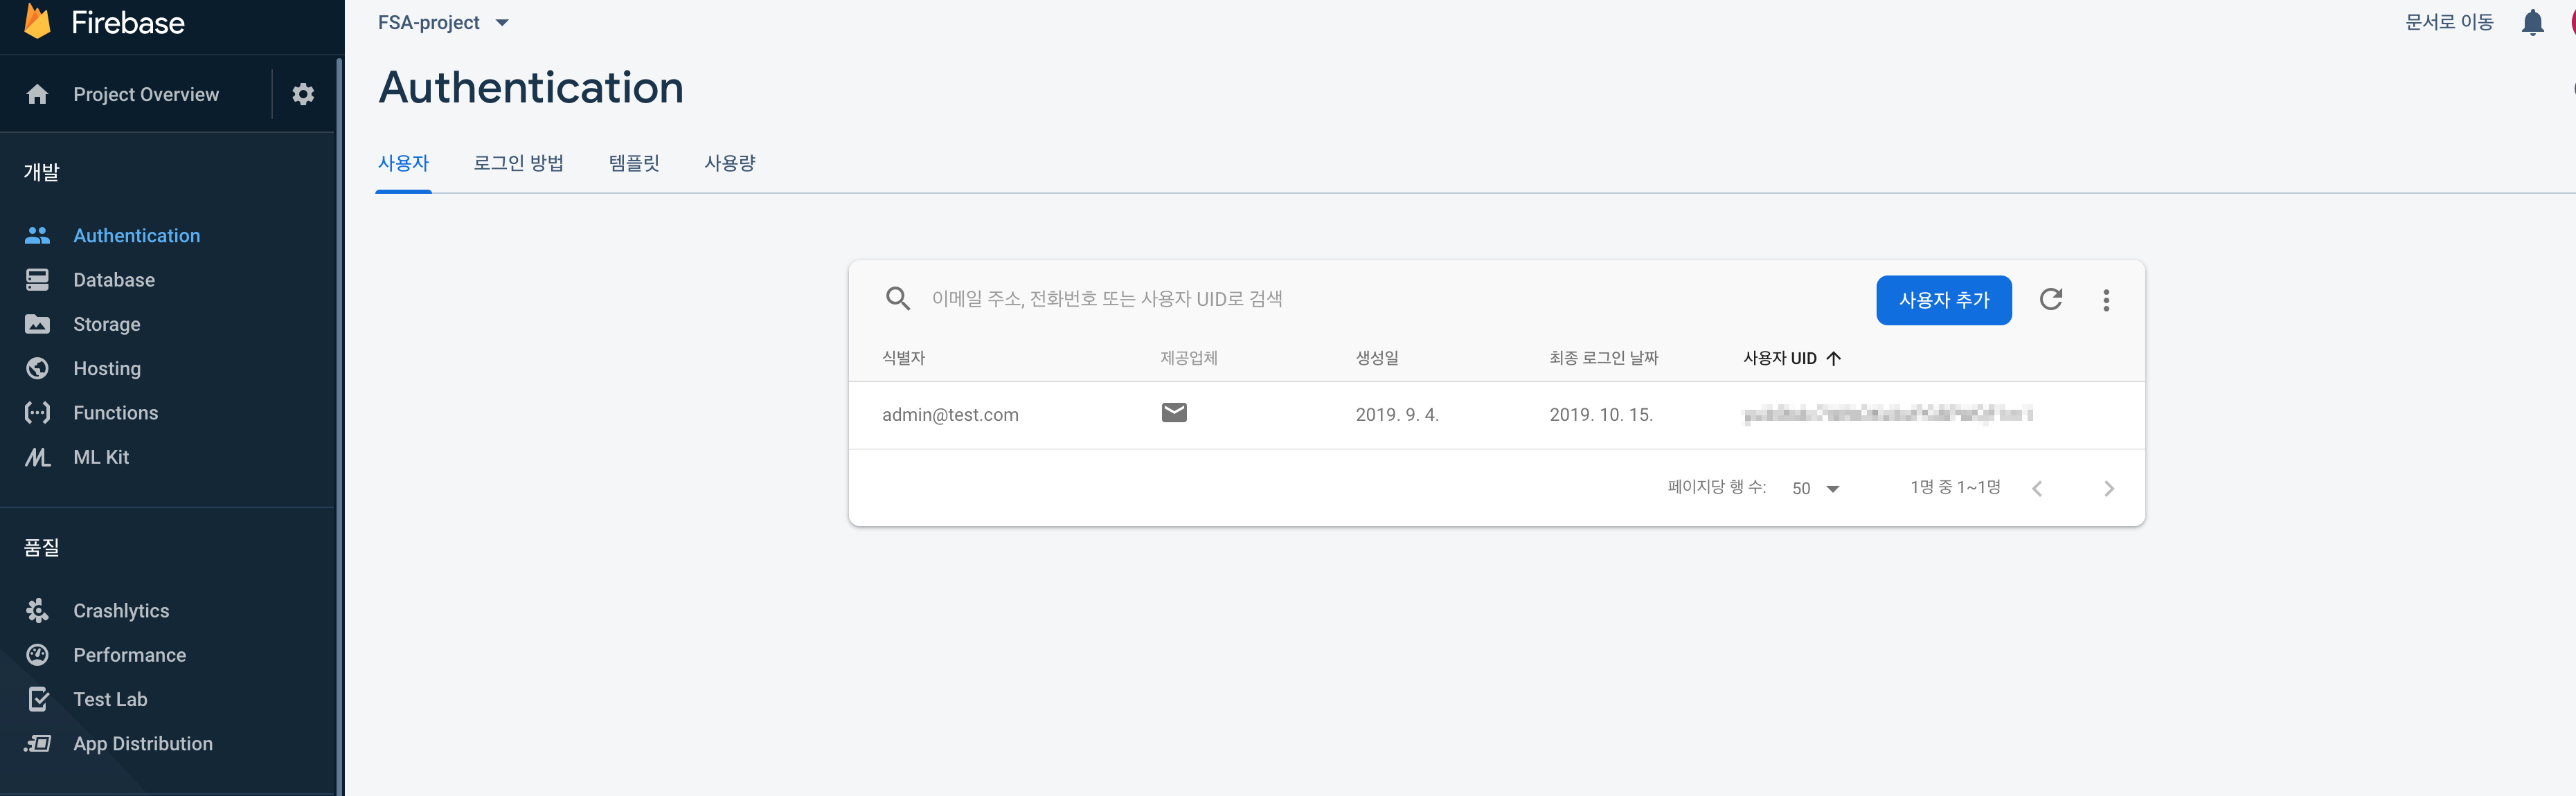 Firebase
Project Overview
개발
Authentication
Database
Storage
Hosting
Functions
ML Kit
품질
Crashlytics
Performance
Test Lab
App Distribution
FSA-project
문서로 이동
Authentication
사용자 로그인 방법 템플릿 사용량
이메일 주소, 전화번호 또는 사용자 UID로 검색
사용자 추가
식별자 제공업체 생성일 최종 로그인 날짜 사용자 UID
admin@test.com 2019. 9. 4. 2019. 10. 15.
페이지당 행 수: 50 1명 중 1~1명